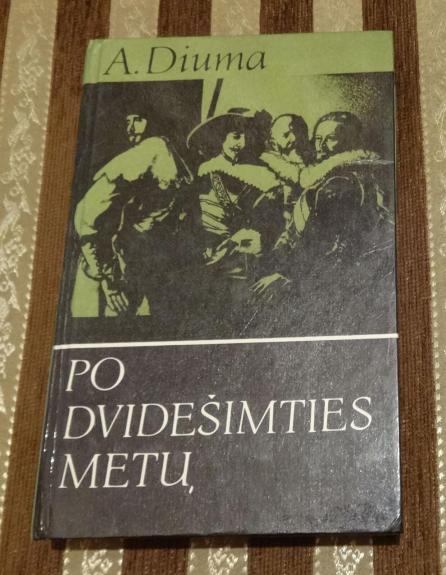 A. Diuma
PO
DVIDEŠIMTIES
METŲ